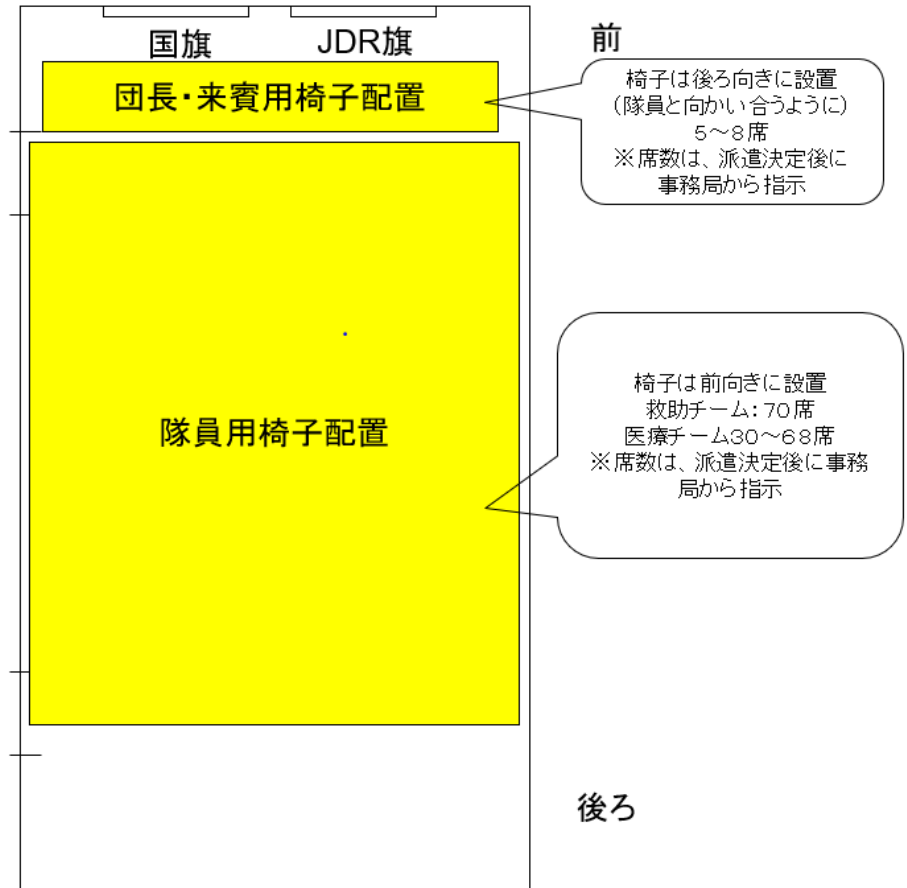 国旗
JDR旗
前
団長・来賓用椅子配置
椅子は後ろ向きに設置
(隊員と向かい合うように)
5～8席
※席数は、派遣決定後に
事務局から指示
隊員用椅子配置
椅子は前向きに設置
救助チーム：70席
医療チーム30～68席
※席数は、派遣決定後に事務
局から指示
後ろ